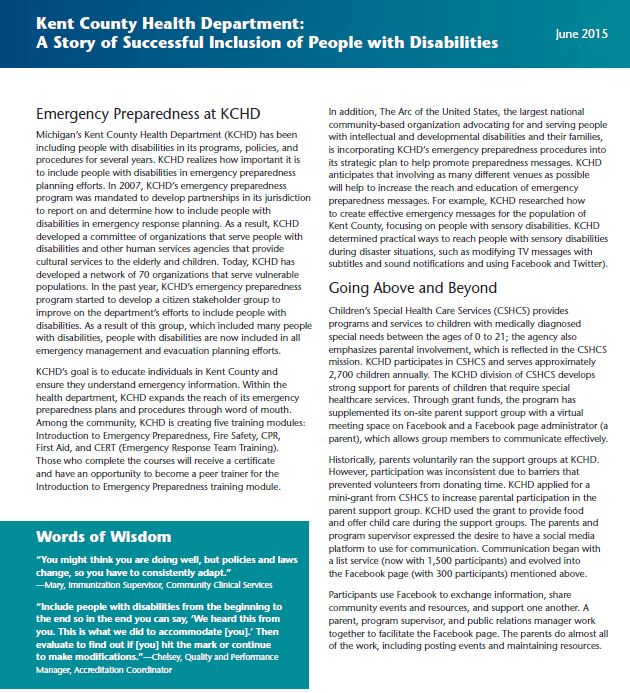 Kent County Health Department:
A Story of Successful Inclusion of People with Disabilities
June 2015
Emergency Preparedness at KCHD
Michigan's Kent County Health Department (KCHD) has been
including people with disabilities in its programs, policies, and
procedures for several years. KCHD realizes how important it is
to include people with disabilities in emergency preparedness
planning efforts. In 2007, KCHD's emergency preparedness
program was mandated to develop partnerships in its jurisdiction
to report on and determine how to include people with
disabilities in emergency response planning. As a result, KCHD
developed a committee of organizations that serve people with
disabilities and other human services agencies that provide
cultural services to the elderly and children. Today, KCHD has
developed a network of 70 organizations that serve vulnerable
populations. In the past year, KCHD's emergency preparedness
program started to develop a citizen stakeholder group to
improve on the department's efforts to include people with
disabilities. As a result of this group, which included many people
with disabilities, people with disabilities are now included in all
emergency management and evacuation planning efforts.
KCHD's goal is to educate individuals in Kent County and
ensure they understand emergency information. Within the
health department, KCHD expands the reach of its emergency
preparedness plans and procedures through word of mouth.
Among the community, KCHD is creating five training modules:
Introduction to Emergency Preparedness, Fire Safety, CPR,
First Aid, and CERT (Emergency Response Team Training).
Those who complete the courses will receive a certificate
and have an opportunity to become a peer trainer for the
Introduction to Emergency Preparedness training module.
Words of Wisdom
"You might think you are doing well, but policies and laws
change, so you have to consistently adapt."
—Mary, Immunization Supervisor, Community Clinical Services
"Include people with disabilities from the beginning to
the end so in the end you can say, 'We heard this from
you. This is what we did to accommodate [you].' Then
evaluate to find out if [you] hit the mark or continue
to make modifications."—Chelsey, Quality and Performance
Manager, Accreditation Coordinator
In addition, The Arc of the United States, the largest national
community-based organization advocating for and serving people
with intellectual and developmental disabilities and their families,
is incorporating KCHD's emergency preparedness procedures into
its strategic plan to help promote preparedness messages. KCHD
anticipates that involving as many different venues as possible
will help to increase the reach and education of emergency
preparedness messages. For example, KCHD researched how
to create effective emergency messages for the population of
Kent County, focusing on people with sensory disabilities. KCHD
determined practical ways to reach people with sensory disabilities
during disaster situations, such as modifying TV messages with
subtitles and sound notifications and using Facebook and Twitter).
Going Above and Beyond
Children's Special Health Care Services (CSHCS) provides
programs and services to children with medically diagnosed
special needs between the ages of 0 to 21; the agency also
emphasizes parental involvement, which is reflected in the CSHCS
mission. KCHD participates in CSHCS and serves approximately
2,700 children annually. The KCHD division of CSHCS develops
strong support for parents of children that require special
healthcare services. Through grant funds, the program has
supplemented its on-site parent support group with a virtual
meeting space on Facebook and a Facebook page administrator (a
parent), which allows group members to communicate effectively.
Historically, parents voluntarily ran the support groups at KCHD.
However, participation was inconsistent due to barriers that
prevented volunteers from donating time. KCHD applied for a
mini-grant from CSHCS to increase parental participation in the
parent support group. KCHD used the grant to provide food
and offer child care during the support groups. The parents and
program supervisor expressed the desire to have a social media
platform to use for communication. Communication began with
a list service (now with 1,500 participants) and evolved into
the Facebook page (with 300 participants) mentioned above.
Participants use Facebook to exchange information, share
community events and resources, and support one another. A
parent, program supervisor, and public relations manager work
together to facilitate the Facebook page. The parents do almost all
of the work, including posting events and maintaining resources.